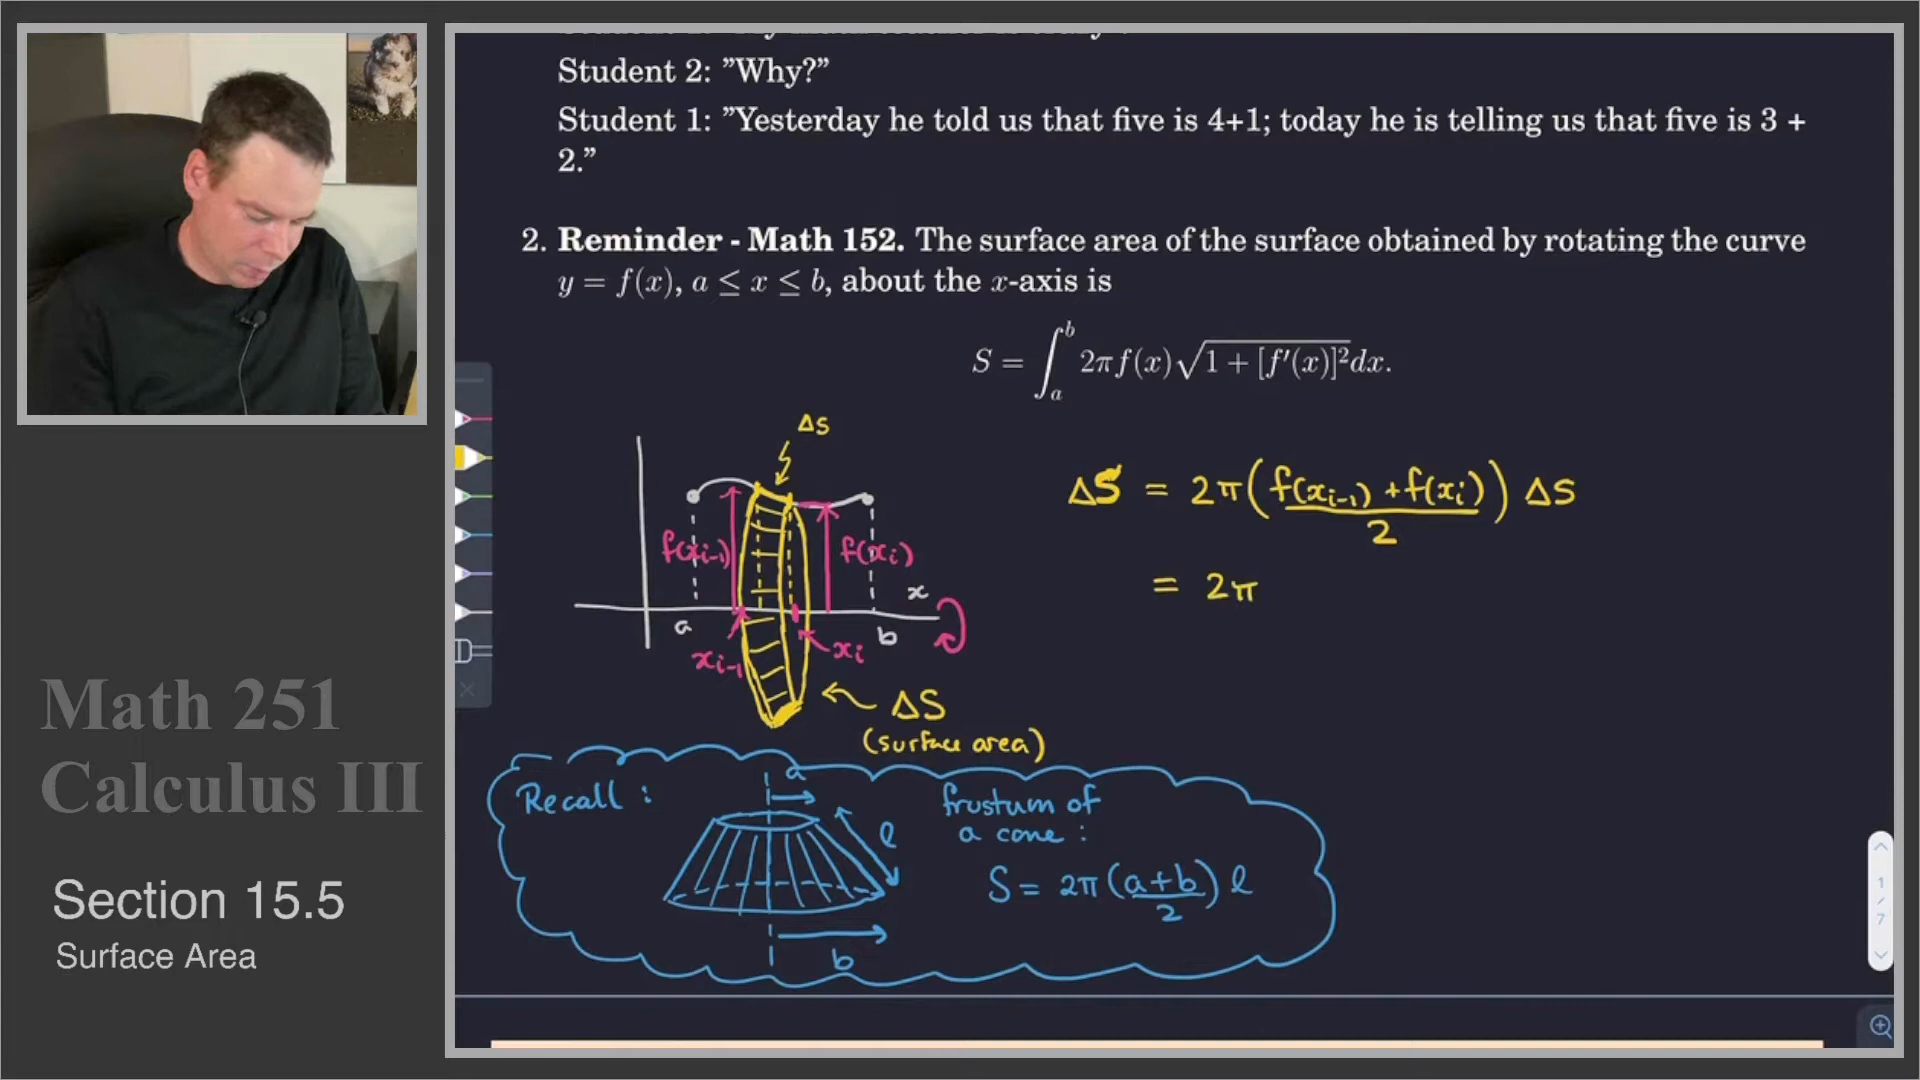 Student 2: ”Why?”
Student 1: ”Yesterday he told us that five is 4+1; today he is telling us that five is 3 +
2.”
2. Reminder - Math 152. The surface area of the surface obtained by rotating the curve
y = f(x), a ≤ x ≤ b, about the x-axis is
S = ∫_a^b 2πf(x)√(1 + [f′(x)]²)dx.
Δs
ΔS = 2π((f(xᵢ₋₁) + f(xᵢ))/2) Δs
f(xᵢ₋₁)
f(xᵢ)
= 2π
x
a
b
xᵢ₋₁
xᵢ
ΔS
(surface area)
Recall :
a
l
b
frustum of
a cone :
S = 2π((a+b)/2) l
Math 251
Calculus III
Section 15.5
Surface Area
1
/
7